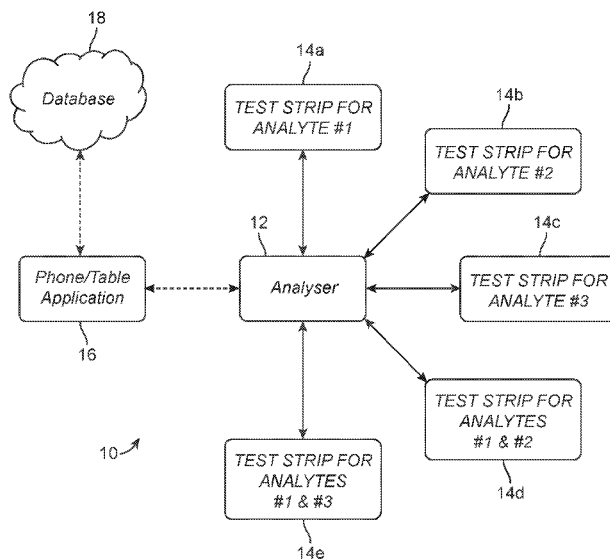 18
Database
14a
TEST STRIP FOR
ANALYTE #1
14b
TEST STRIP FOR
ANALYTE #2
12
14c
Phone/Table
Application
Analyser
TEST STRIP FOR
ANALYTE #3
16
10
TEST STRIP FOR
ANALYTES
#1 & #3
14e
TEST STRIP FOR
ANALYTES
#1 & #2
14d